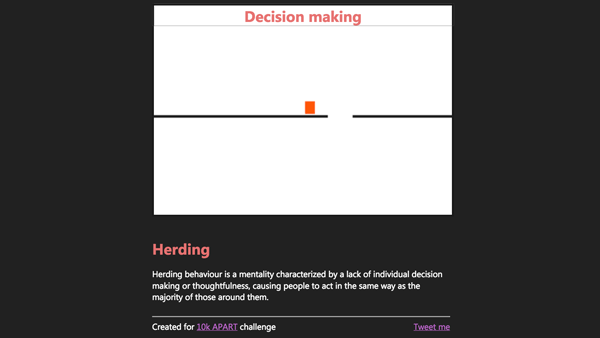 Decision making
Herding
Herding behaviour is a mentality characterized by a lack of individual decision
making or thoughtfulness, causing people to act in the same way as the
majority of those around them.
Created for 10k APART challenge
Tweet me